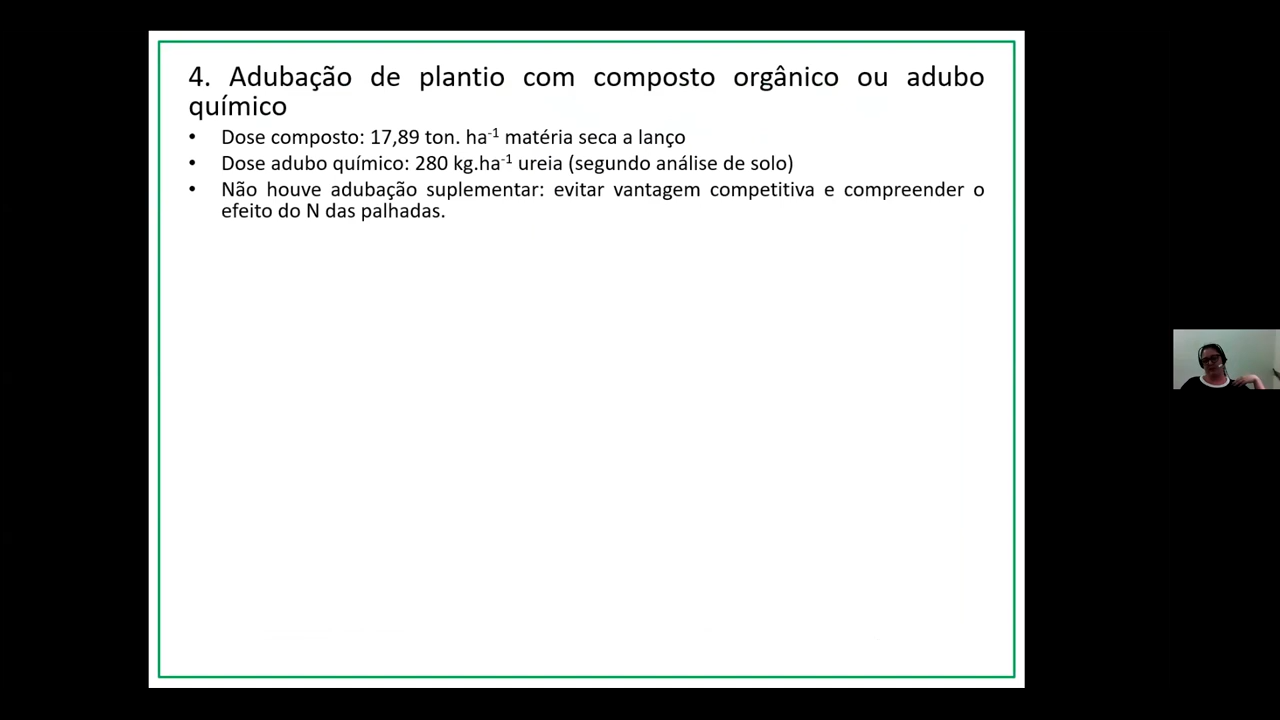 4. Adubação de plantio com composto orgânico ou adubo
químico
• Dose composto: 17,89 ton. ha⁻¹ matéria seca a lanço
• Dose adubo químico: 280 kg.ha⁻¹ ureia (segundo análise de solo)
• Não houve adubação suplementar: evitar vantagem competitiva e compreender o
efeito do N das palhadas.